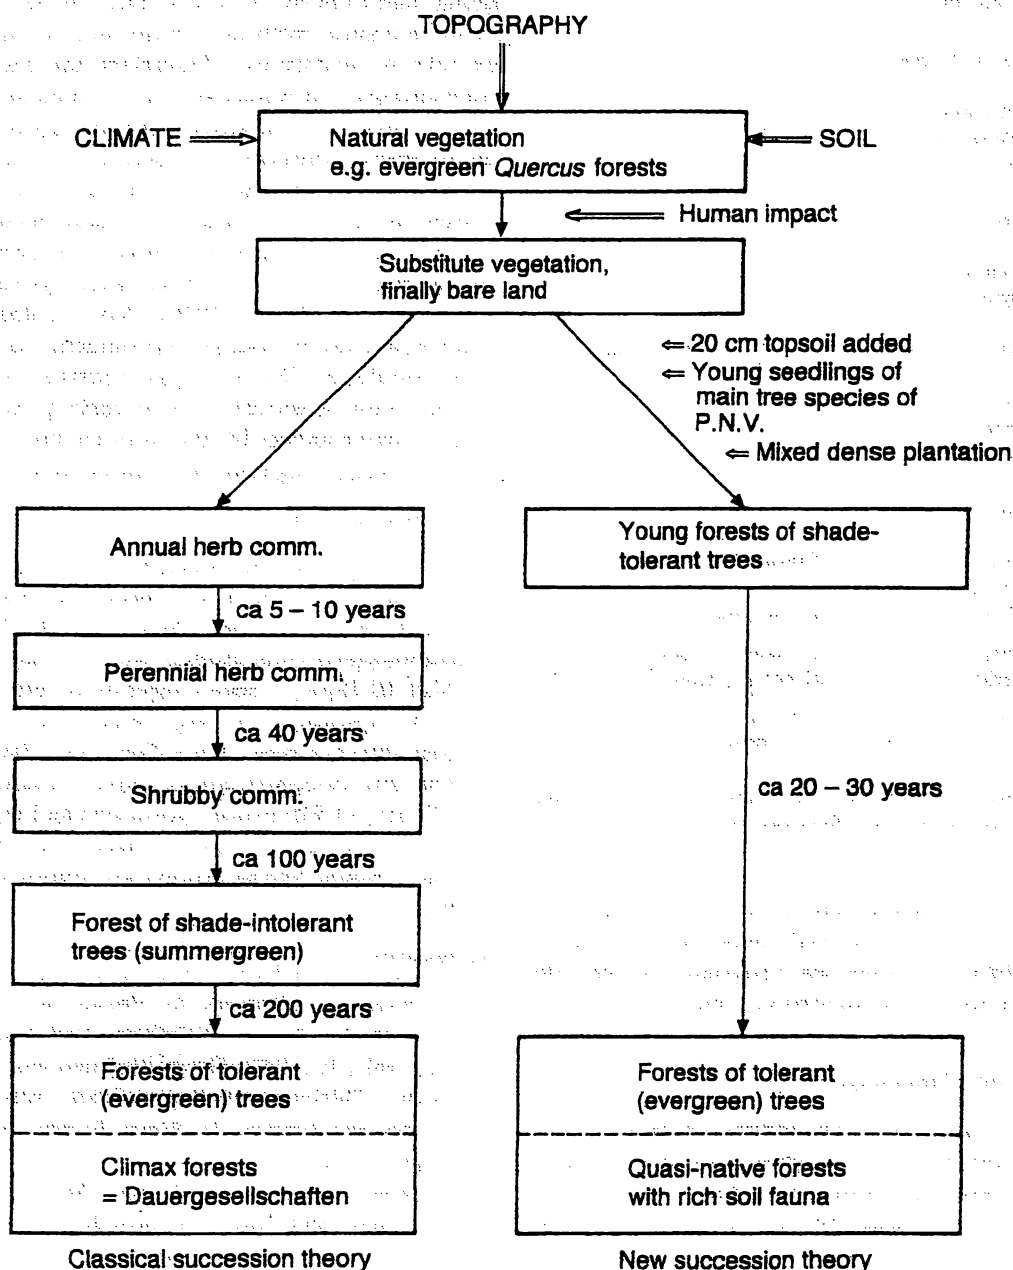 TOPOGRAPHY
CLIMATE
Natural vegetation
e.g. evergreen Quercus forests
SOIL
Human impact
Substitute vegetation,
finally bare land
⇐ 20 cm topsoil added
⇐ Young seedlings of
main tree species of
P.N.V.
⇐ Mixed dense plantation
Annual herb comm.
ca 5 – 10 years
Perennial herb comm.
ca 40 years
Shrubby comm.
ca 100 years
Forest of shade-intolerant
trees (summergreen)
ca 200 years
Forests of tolerant
(evergreen) trees
Climax forests
= Dauergesellschaften
Classical succession theory
Young forests of shade-
tolerant trees
ca 20 – 30 years
Forests of tolerant
(evergreen) trees
Quasi-native forests
with rich soil fauna
New succession theory